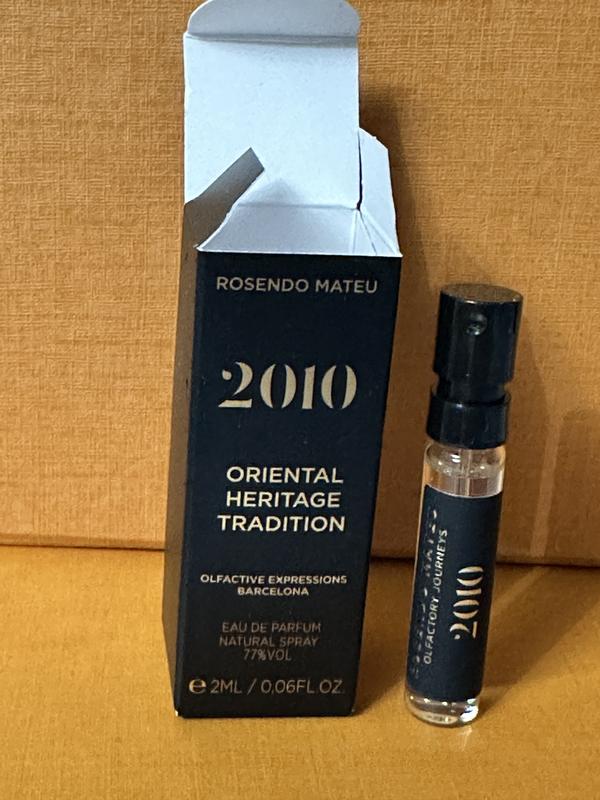 ROSENDO MATEU
2010
ORIENTAL
HERITAGE
TRADITION
OLFACTIVE EXPRESSIONS
BARCELONA
EAU DE PARFUM
NATURAL SPRAY
77%VOL
℮ 2ML / 0,06FL.OZ.
OLFACTORY JOURNEYS
2010